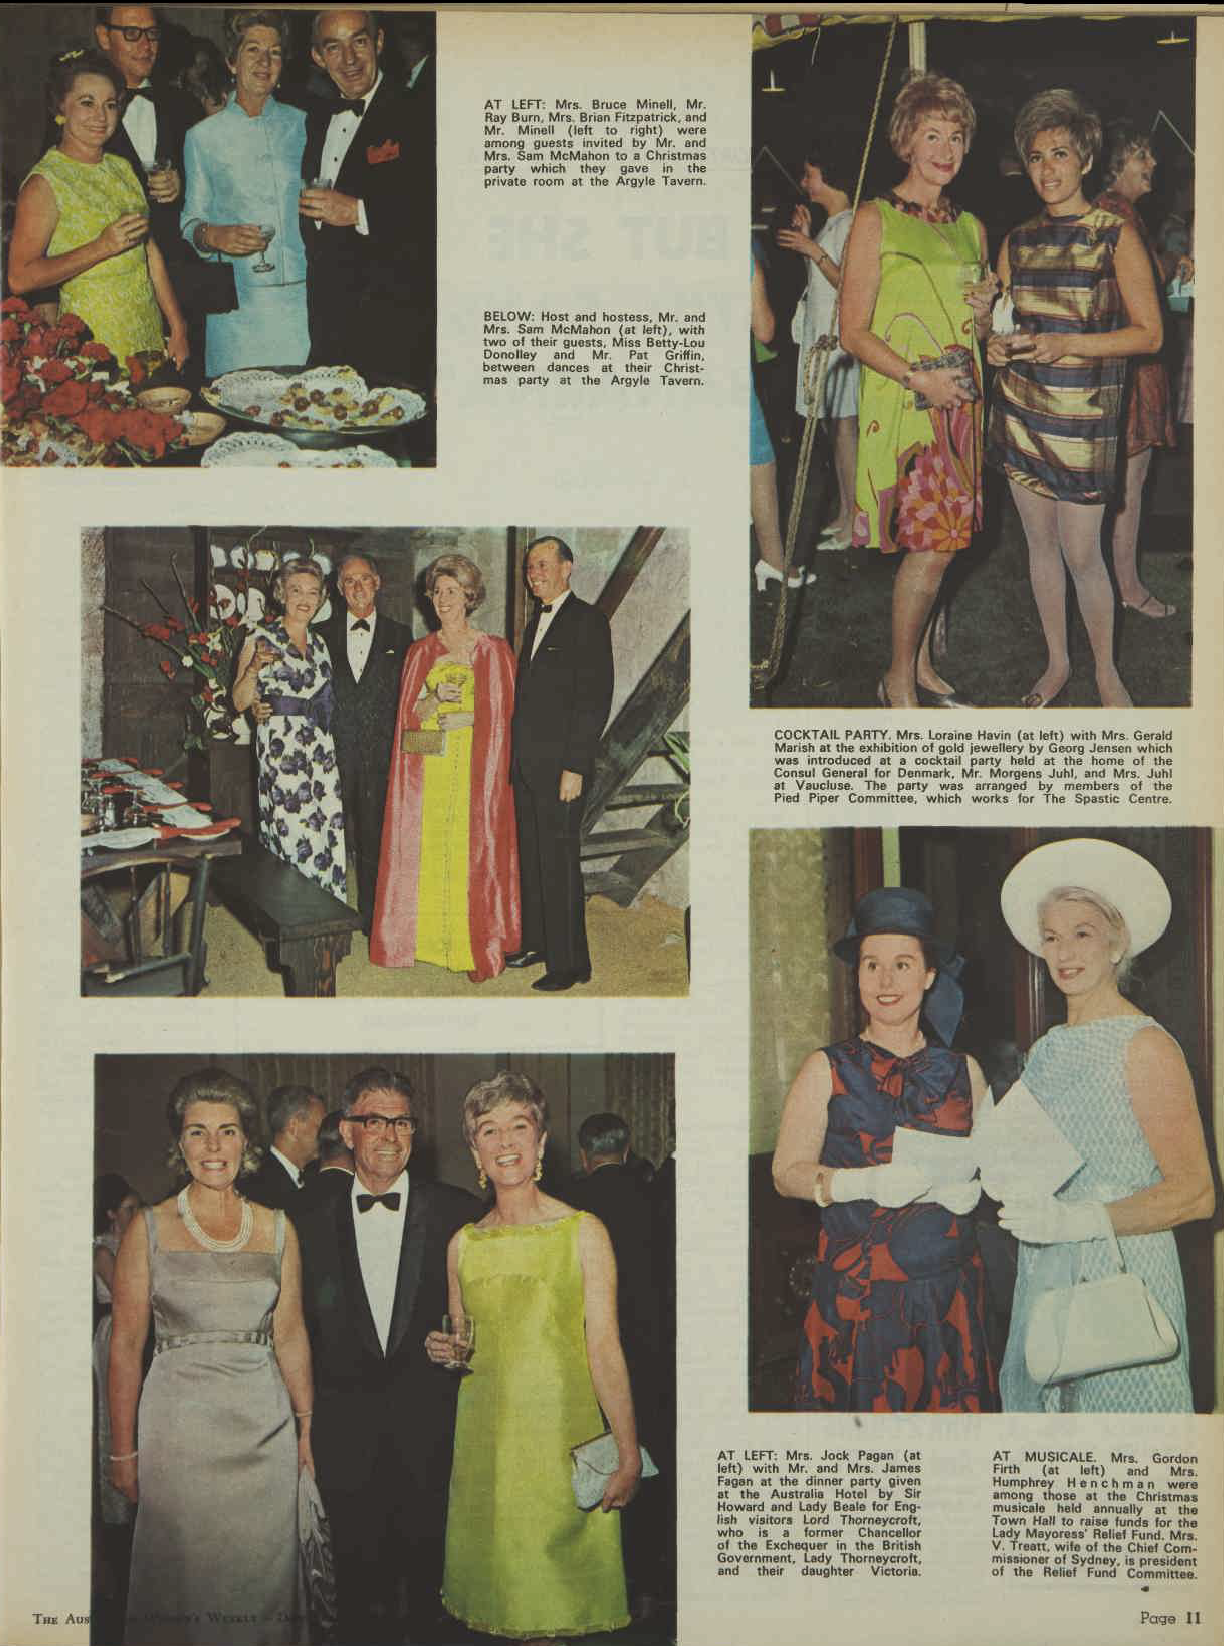 AT LEFT: Mrs. Bruce Minell, Mr.
Ray Burn, Mrs. Brian Fitzpatrick, and
Mr. Minell (left to right) were
among guests invited by Mr. and
Mrs. Sam McMahon to a Christmas
party which they gave in the
private room at the Argyle Tavern.
BELOW: Host and hostess, Mr. and
Mrs. Sam McMahon (at left), with
two of their guests, Miss Betty-Lou
Donolley and Mr. Pat Griffin,
between dances at their Christ-
mas party at the Argyle Tavern.
COCKTAIL PARTY. Mrs. Loraine Havin (at left) with Mrs. Gerald
Marish at the exhibition of gold jewellery by Georg Jensen which
was introduced at a cocktail party held at the home of the
Consul General for Denmark, Mr. Morgens Juhl, and Mrs. Juhl
at Vaucluse. The party was arranged by members of the
Pied Piper Committee, which works for The Spastic Centre.
AT LEFT: Mrs. Jock Pagan (at
left) with Mr. and Mrs. James
Fagan at the dinner party given
at the Australia Hotel by Sir
Howard and Lady Beale for Eng-
lish visitors Lord Thorneycroft,
who is a former Chancellor
of the Exchequer in the British
Government, Lady Thorneycroft,
and their daughter Victoria.
AT MUSICALE. Mrs. Gordon
Firth (at left) and Mrs.
Humphrey Henchman were
among those at the Christmas
musicale held annually at the
Town Hall to raise funds for the
Lady Mayoress' Relief Fund. Mrs.
V. Treatt, wife of the Chief Com-
missioner of Sydney, is president
of the Relief Fund Committee.
THE WEEKLY
Page 11